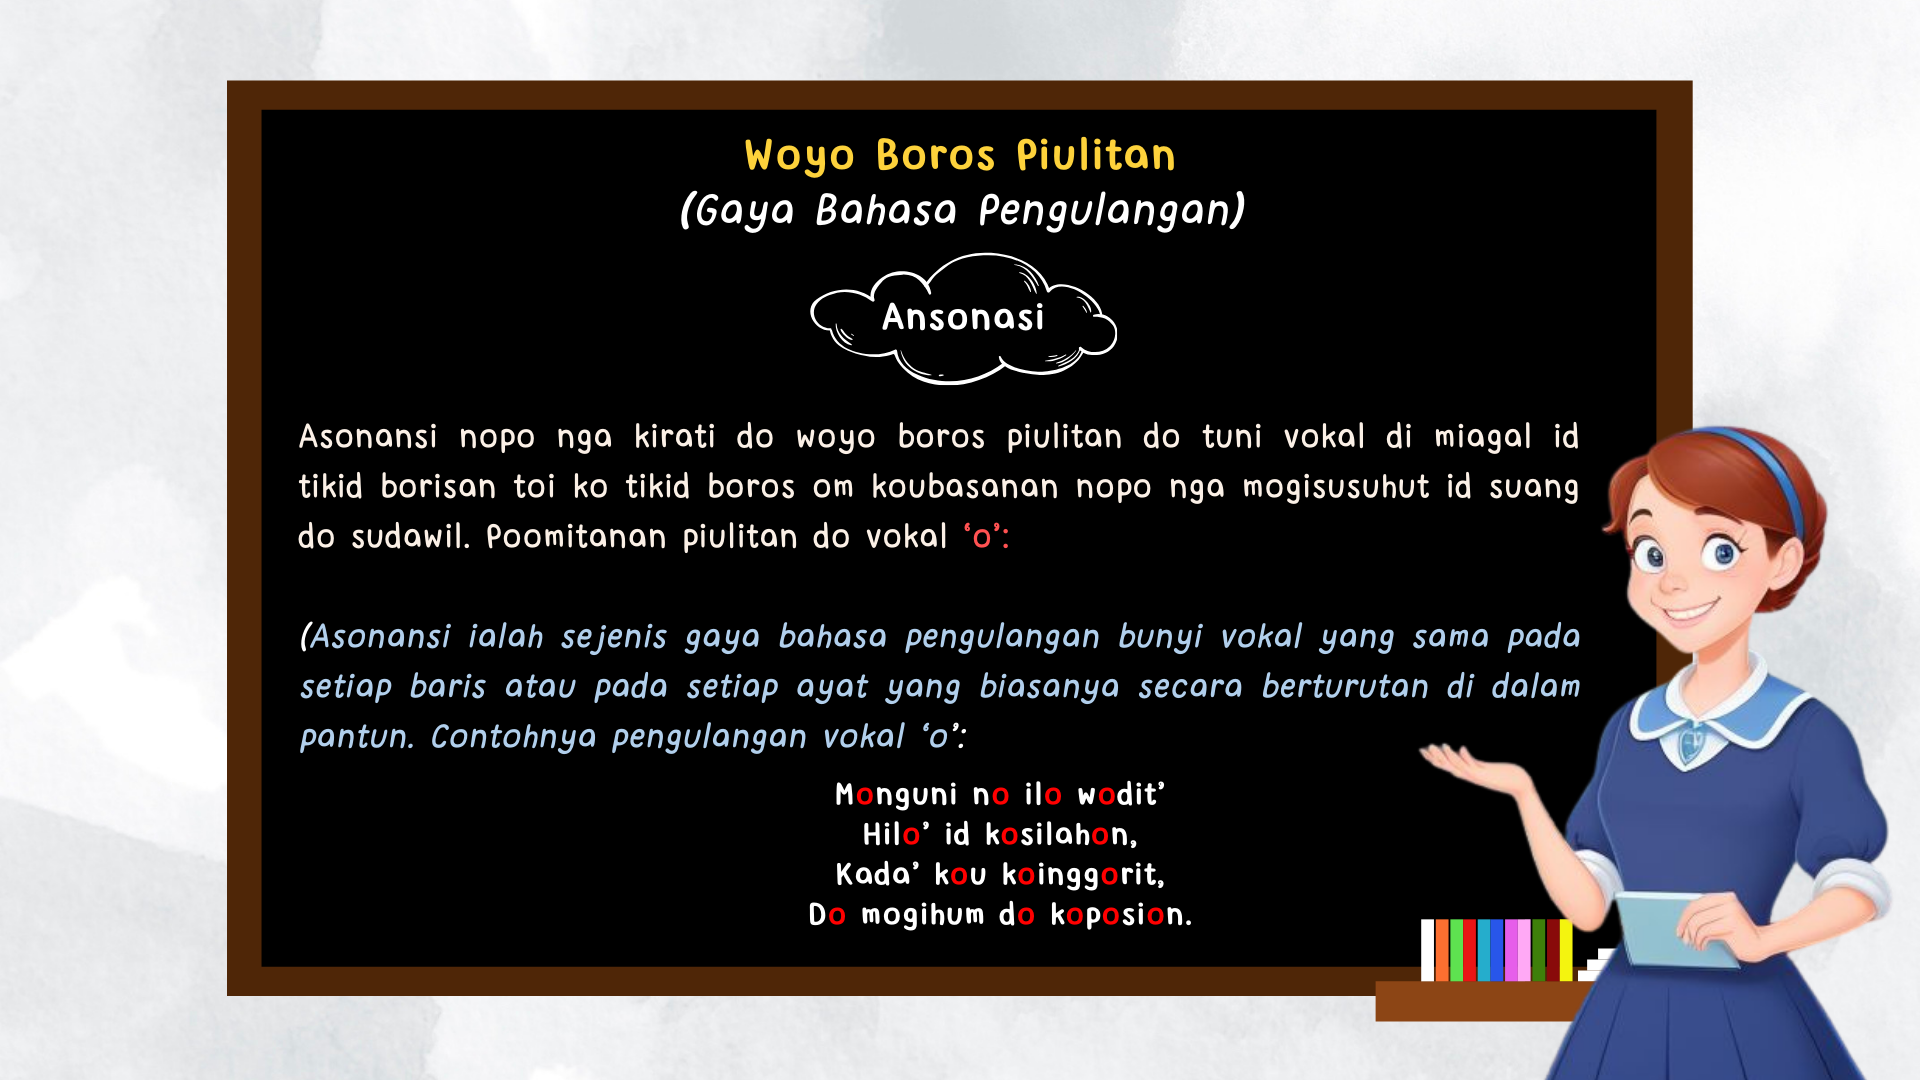 Woyo Boros Piulitan
(Gaya Bahasa Pengulangan)
Ansonasi
Asonansi nopo nga kirati do woyo boros piulitan do tuni vokal di miagal id
tikid borisan toi ko tikid boros om koubasanan nopo nga mogisusuhut id suang
do sudawil. Poomitanan piulitan do vokal ‘o’:
(Asonansi ialah sejenis gaya bahasa pengulangan bunyi vokal yang sama pada
setiap baris atau pada setiap ayat yang biasanya secara berturutan di dalam
pantun. Contohnya pengulangan vokal ‘o’:
Monguni no ilo wodit’
Hilo’ id kosilahon,
Kada’ kou koinggorit,
Do mogihum do koposion.